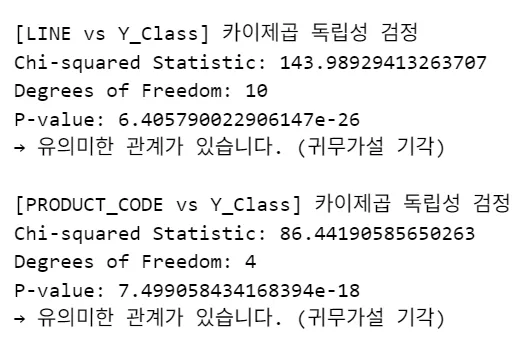 [LINE vs Y_Class] 카이제곱 독립성 검정
Chi-squared Statistic: 143.98929413263707
Degrees of Freedom: 10
P-value: 6.405790022906147e-26
→ 유의미한 관계가 있습니다. (귀무가설 기각)
[PRODUCT_CODE vs Y_Class] 카이제곱 독립성 검정
Chi-squared Statistic: 86.44190585650263
Degrees of Freedom: 4
P-value: 7.499058434168394e-18
→ 유의미한 관계가 있습니다. (귀무가설 기각)